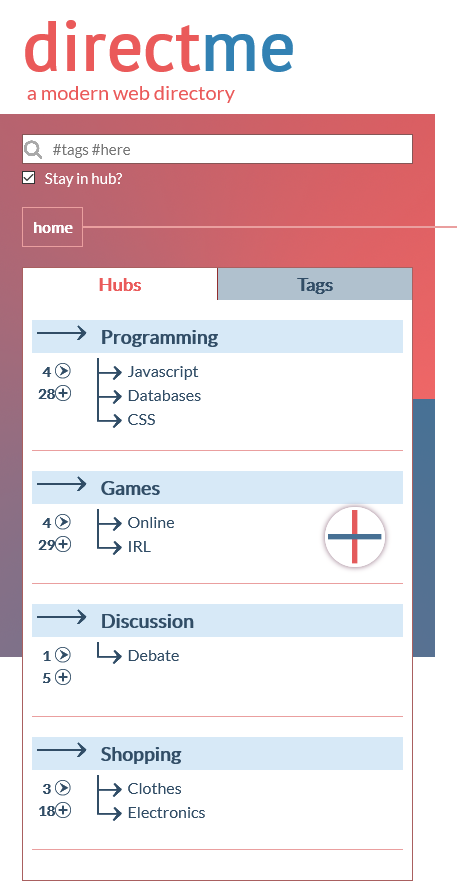 directme
a modern web directory
#tags #here
Stay in hub?
home
Hubs
Tags
Programming
4
28
Javascript
Databases
CSS
Games
4
29
Online
IRL
Discussion
1
5
Debate
Shopping
3
18
Clothes
Electronics